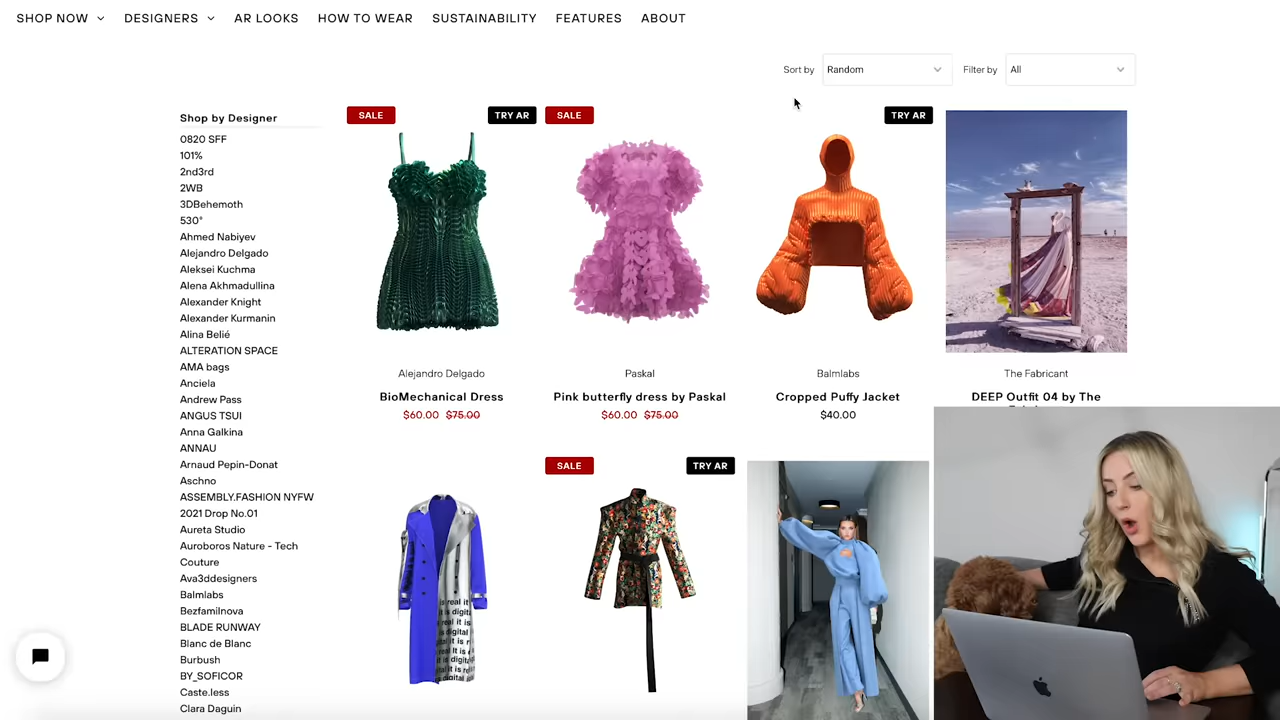 SHOP NOW
DESIGNERS
AR LOOKS
HOW TO WEAR
SUSTAINABILITY
FEATURES
ABOUT
Sort by
Random
Filter by
All
Shop by Designer
0820 SFF
101%
2nd3rd
2WB
3DBehemoth
530°
Ahmed Nabiyev
Alejandro Delgado
Aleksei Kuchma
Alena Akhmadullina
Alexander Knight
Alexander Kurmanin
Alina Belié
ALTERATION SPACE
AMA bags
Anciela
Andrew Pass
ANGUS TSUI
Anna Galkina
ANNAU
Arnaud Pepin-Donat
Aschno
ASSEMBLY.FASHION NYFW
2021 Drop No.01
Aureta Studio
Auroboros Nature - Tech
Couture
Ava3ddesigners
Balmlabs
Bezfamilnova
BLADE RUNWAY
Blanc de Blanc
Burbush
BY_SOFICOR
Caste.less
Clara Daguin
SALE
TRY AR
Alejandro Delgado
BioMechanical Dress
$60.00 $75.00
SALE
Paskal
Pink butterfly dress by Paskal
$60.00 $75.00
TRY AR
Balmlabs
Cropped Puffy Jacket
$40.00
The Fabricant
DEEP Outfit 04 by The
SALE
TRY AR